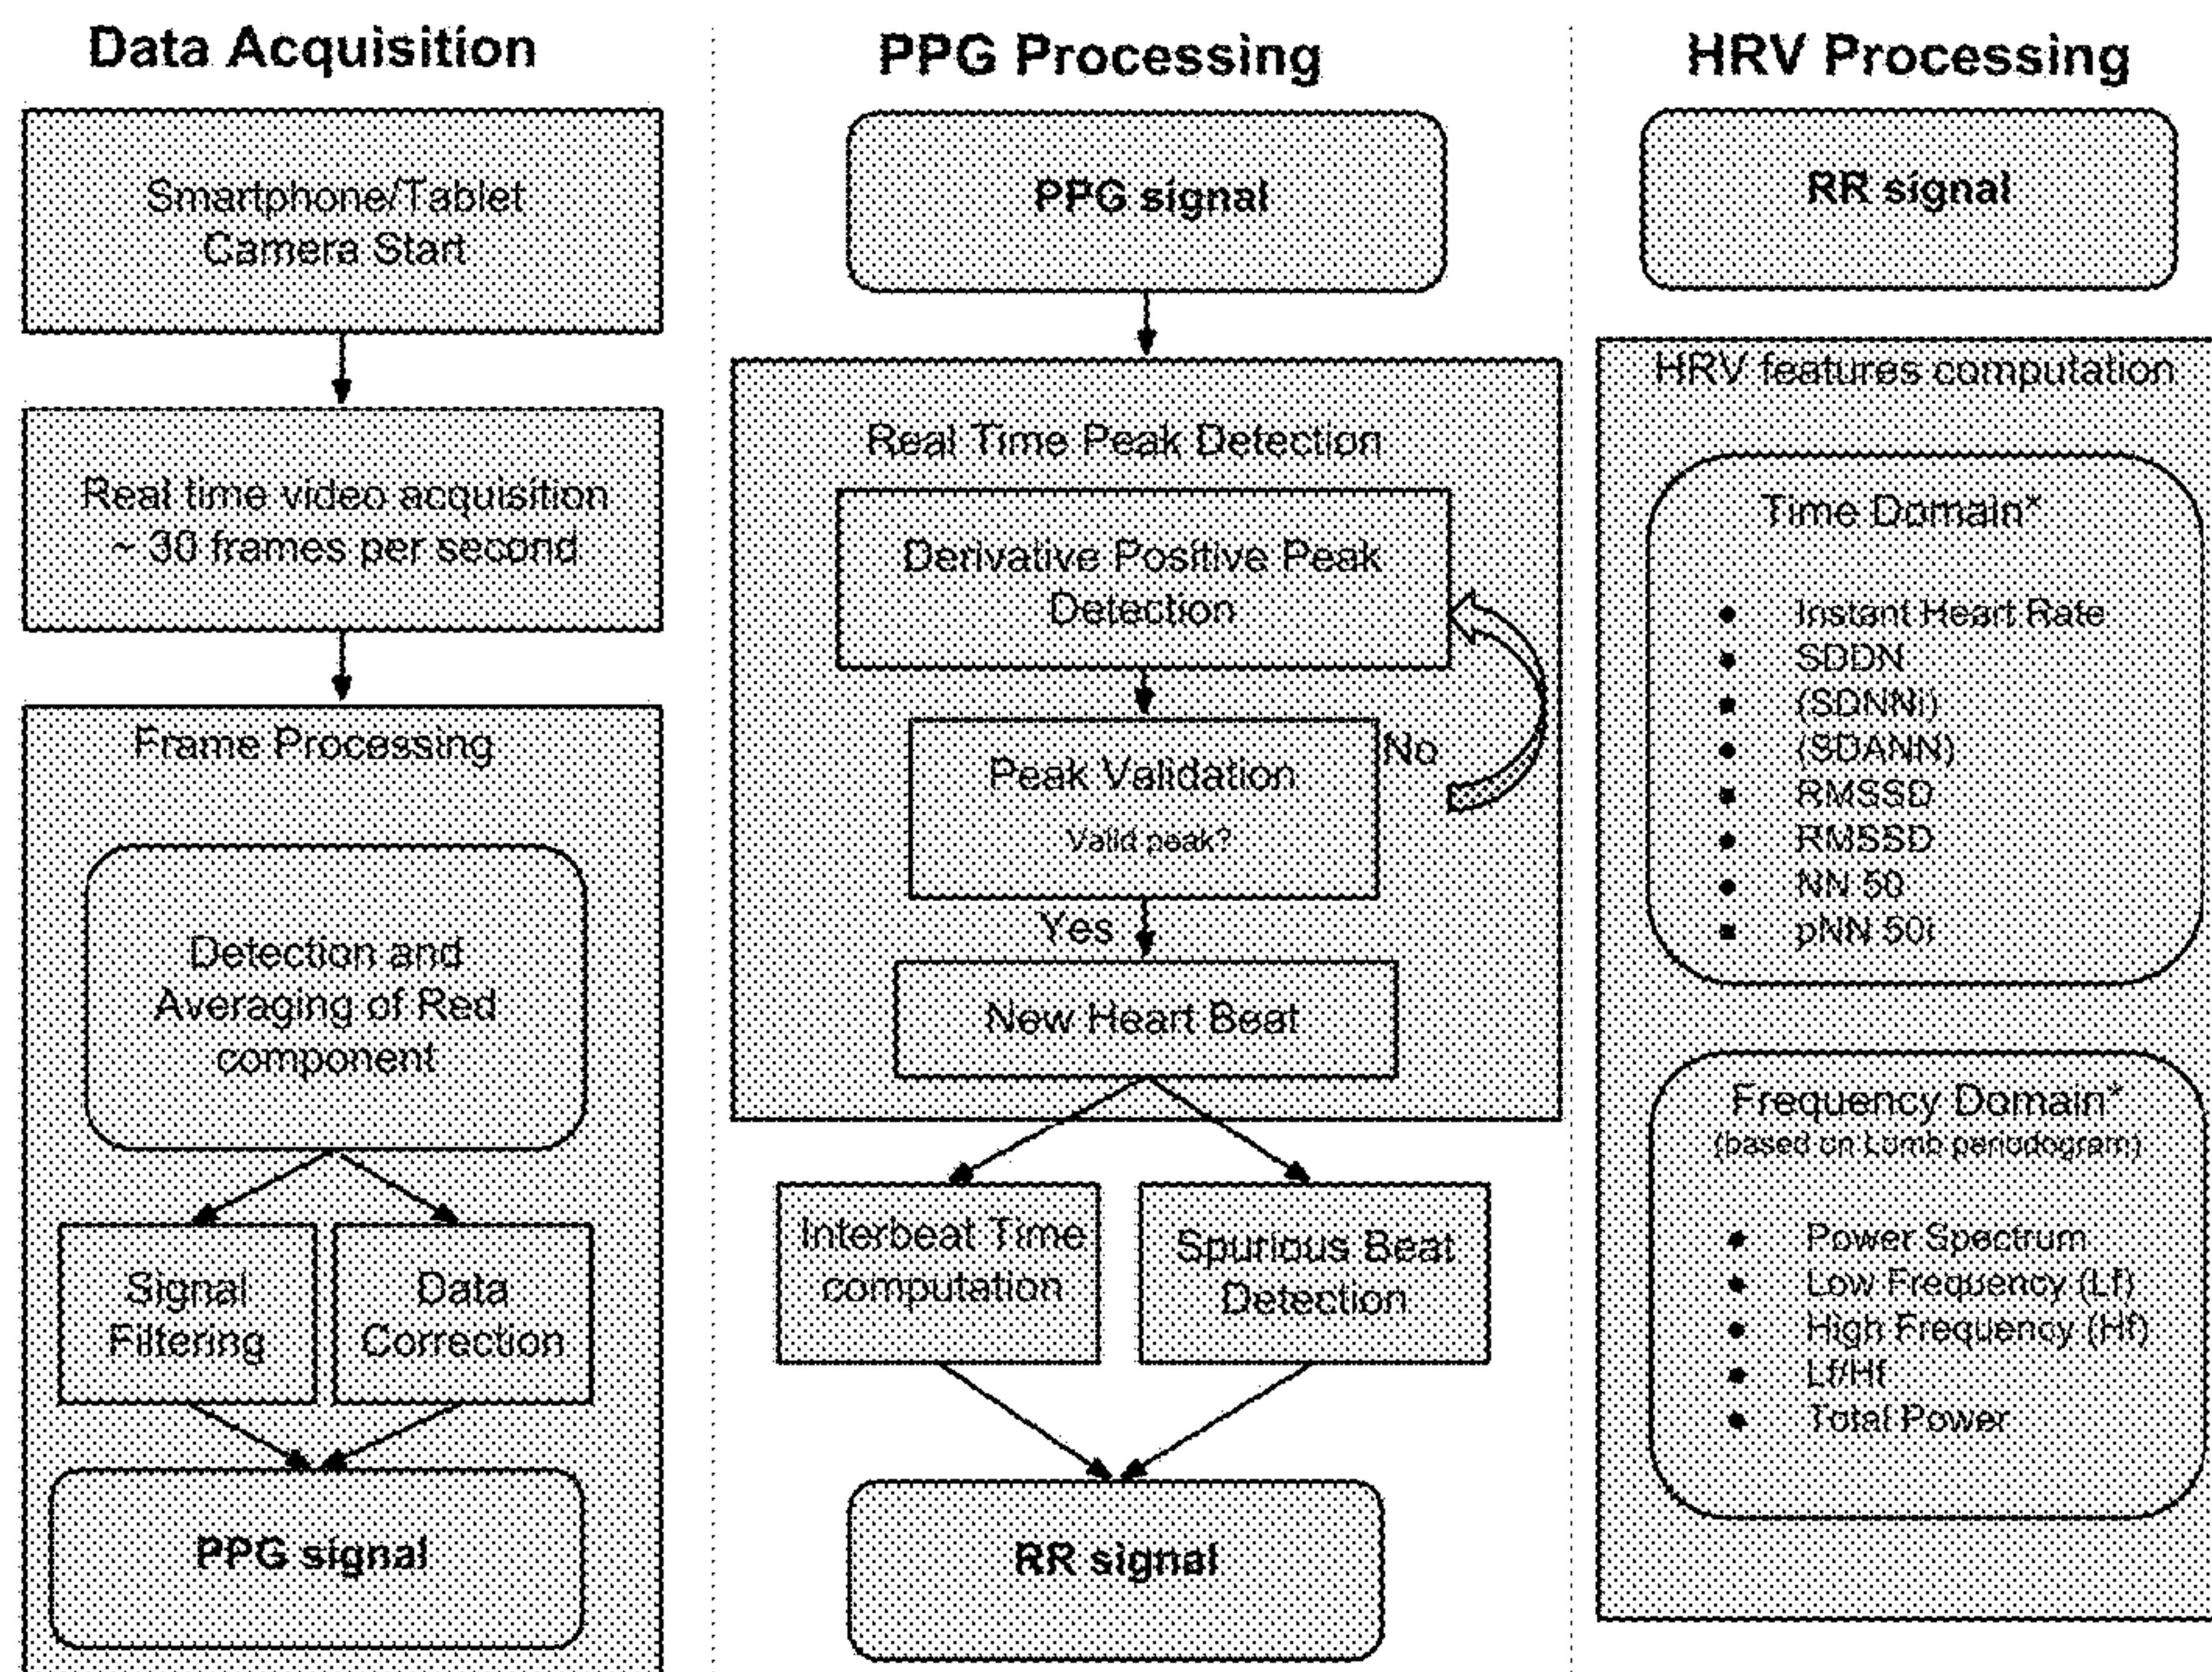 Data Acquisition
Smartphone/Tablet
Camera Start
Real time video acquisition
~ 30 frames per second
Frame Processing
Detection and
Averaging of Red
component
Signal
Filtering
Data
Correction
PPG signal
PPG Processing
PPG signal
Real Time Peak Detection
Derivative Positive Peak
Detection
Peak Validation
Valid peak?
No
Yes
New Heart Beat
Interbeat Time
computation
Spurious Beat
Detection
RR signal
HRV Processing
RR signal
HRV features computation
Time Domain*
• Instant Heart Rate
• SDDN
• (SDNNi)
• (SDANN)
• RMSSD
• RMSSD
• NN 50
• pNN 50i
Frequency Domain*
(based on Lomb periodogram)
• Power Spectrum
• Low Frequency (Lf)
• High Frequency (Hf)
• Lf/Hf
• Total Power